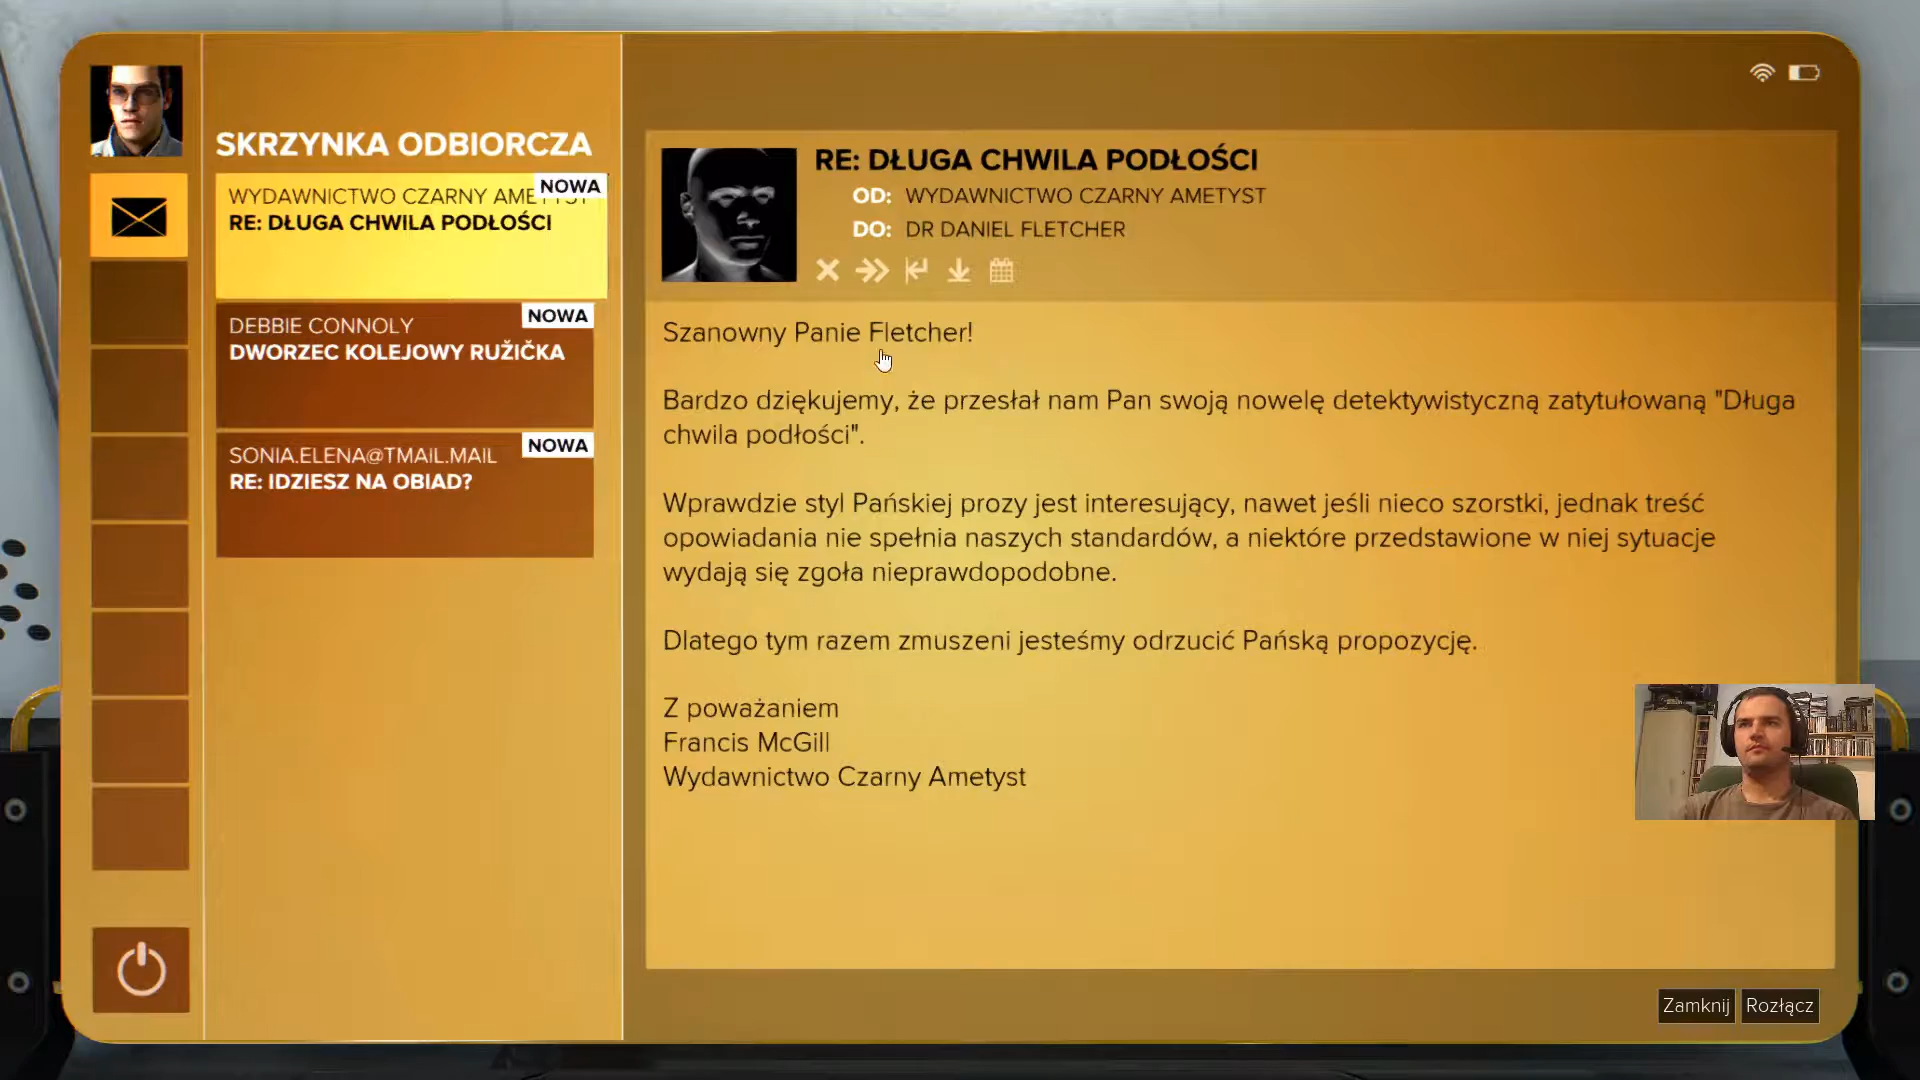 SKRZYNKA ODBIORCZA
WYDAWNICTWO CZARNY AMETYST
NOWA
RE: DŁUGA CHWILA PODŁOŚCI
DEBBIE CONNOLY
NOWA
DWORZEC KOLEJOWY RUŽIČKA
SONIA.ELENA@TMAIL.MAIL
NOWA
RE: IDZIESZ NA OBIAD?
RE: DŁUGA CHWILA PODŁOŚCI
OD: WYDAWNICTWO CZARNY AMETYST
DO: DR DANIEL FLETCHER
Szanowny Panie Fletcher!
Bardzo dziękujemy, że przesłał nam Pan swoją nowelę detektywistyczną zatytułowaną "Długa
chwila podłości".
Wprawdzie styl Pańskiej prozy jest interesujący, nawet jeśli nieco szorstki, jednak treść
opowiadania nie spełnia naszych standardów, a niektóre przedstawione w niej sytuacje
wydają się zgoła nieprawdopodobne.
Dlatego tym razem zmuszeni jesteśmy odrzucić Pańską propozycję.
Z poważaniem
Francis McGill
Wydawnictwo Czarny Ametyst
Zamknij Rozłącz